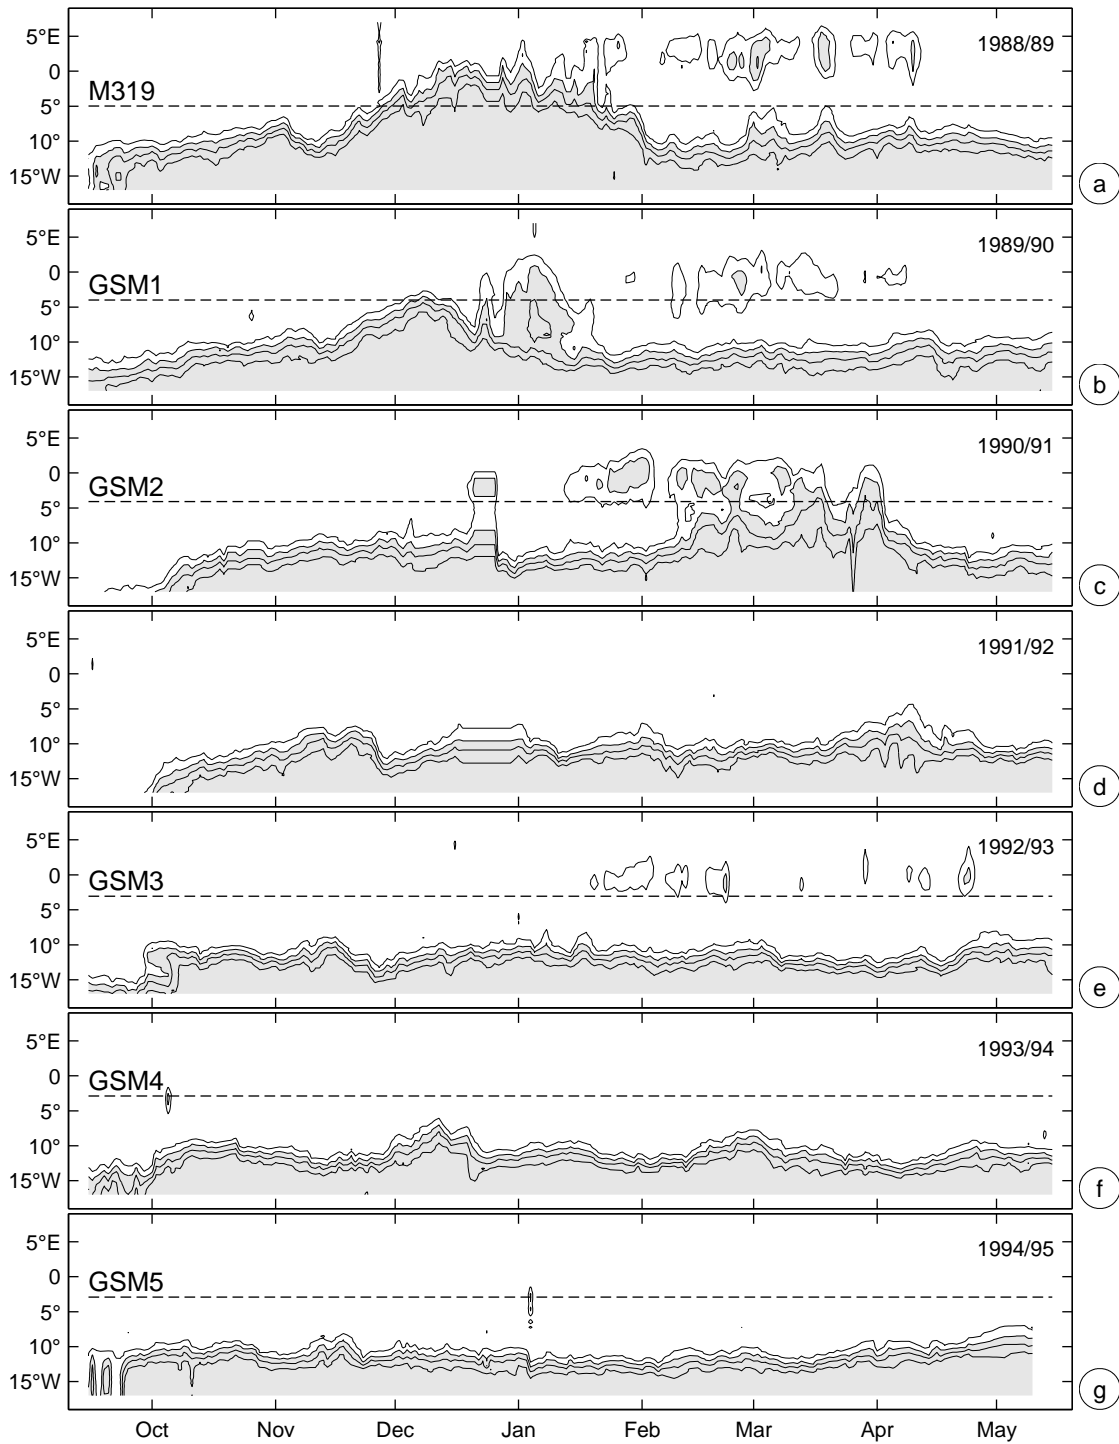 5°E
1988/89
0
M319
5°
10°
15°W
a
5°E
1989/90
0
GSM1
5°
10°
15°W
b
5°E
1990/91
0
GSM2
5°
10°
15°W
c
5°E
1991/92
0
5°
10°
15°W
d
5°E
1992/93
0
GSM3
5°
10°
15°W
e
5°E
1993/94
0
GSM4
5°
10°
15°W
f
5°E
1994/95
0
GSM5
5°
10°
15°W
g
Oct Nov Dec Jan Feb Mar Apr May